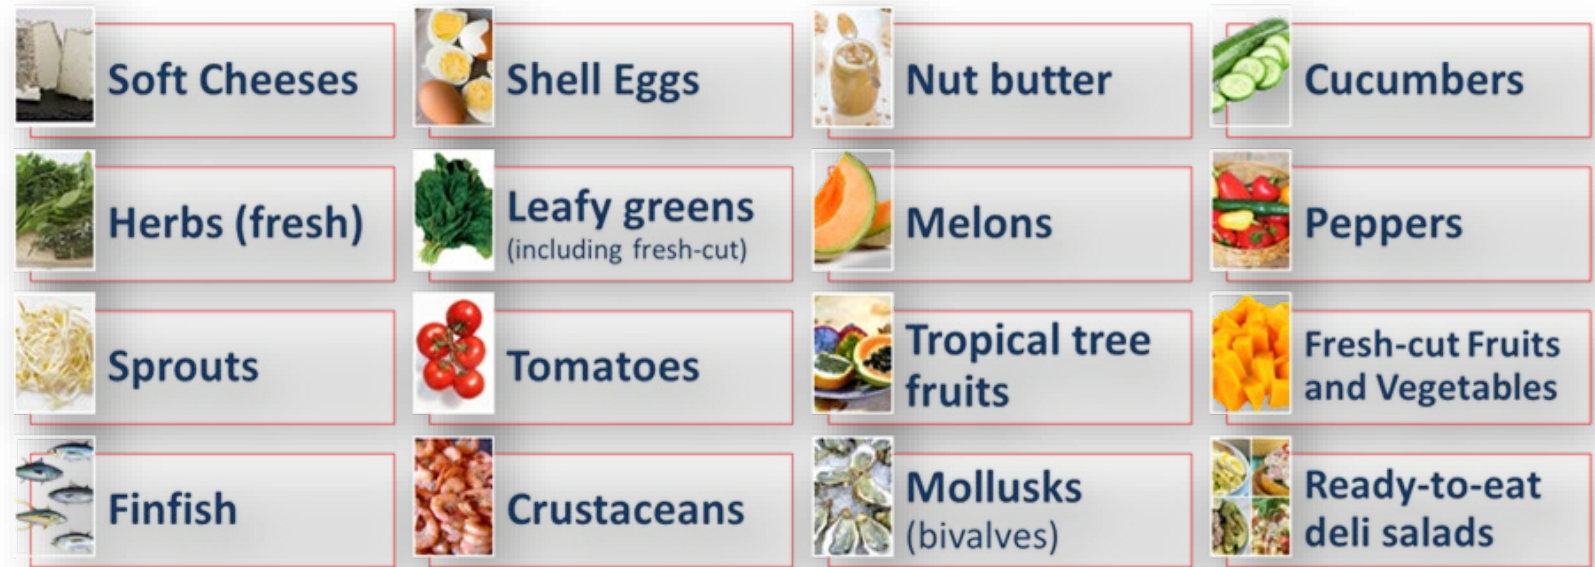 Soft Cheeses
Shell Eggs
Nut butter
Cucumbers
Herbs (fresh)
Leafy greens
(including fresh-cut)
Melons
Peppers
Sprouts
Tomatoes
Tropical tree
fruits
Fresh-cut Fruits
and Vegetables
Finfish
Crustaceans
Mollusks
(bivalves)
Ready-to-eat
deli salads